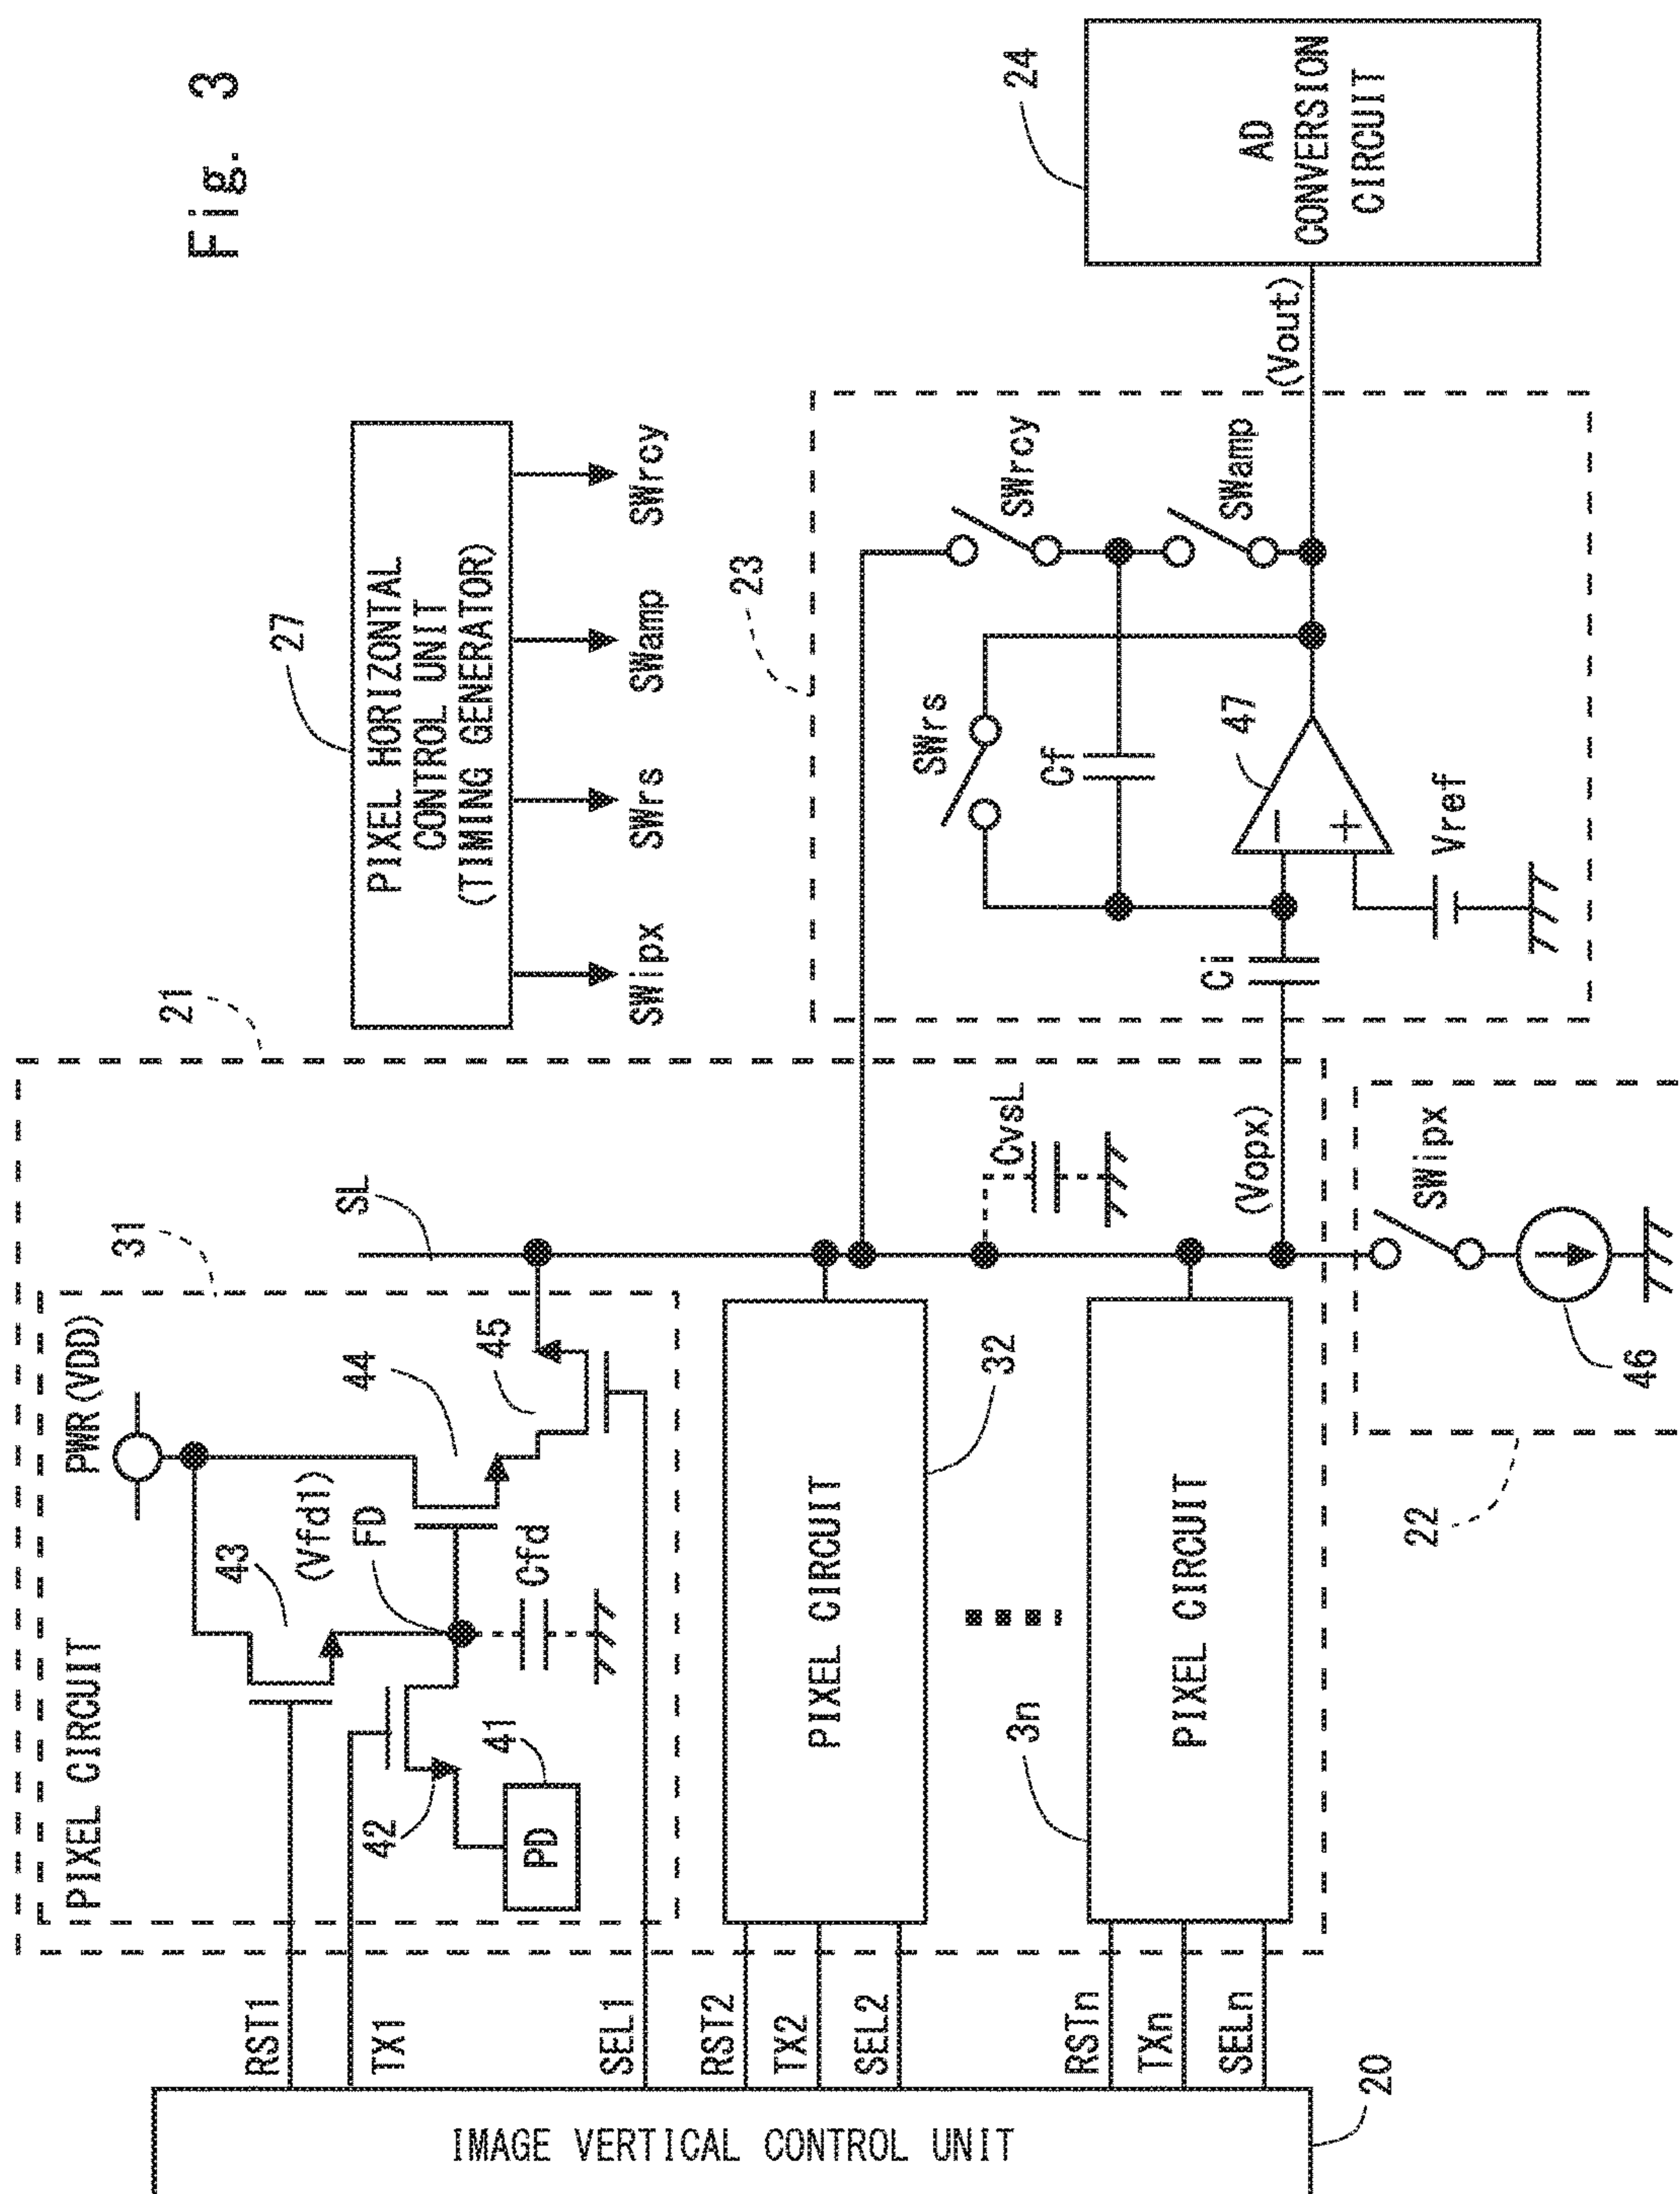 Fig. 3
PIXEL CIRCUIT
PWR(VDD)
31
SL
21
43
(Vfd1)
FD
44
45
Cfd
42
41
PD
RST1
TX1
SEL1
RST2
TX2
SEL2
RSTn
TXn
SELn
IMAGE VERTICAL CONTROL UNIT
20
PIXEL CIRCUIT
32
3n
PIXEL CIRCUIT
CvsL
(Vopx)
SWipx
46
22
27
PIXEL HORIZONTAL
CONTROL UNIT
(TIMING GENERATOR)
SWipx
SWrs
SWamp
SWrcy
23
SWrs
SWrcy
Cf
SWamp
Ci
47
−
+
Vref
(Vout)
24
AD
CONVERSION
CIRCUIT